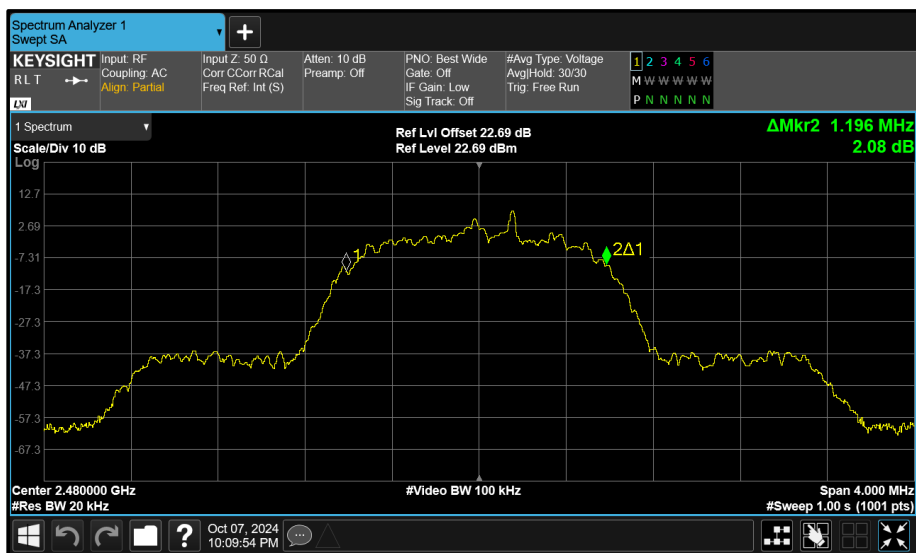 Spectrum Analyzer 1
Swept SA
KEYSIGHT
R L T
LXI
Input: RF
Coupling: AC
Align: Partial
Input Z: 50 Ω
Corr CCorr RCal
Freq Ref: Int (S)
Atten: 10 dB
Preamp: Off
PNO: Best Wide
Gate: Off
IF Gain: Low
Sig Track: Off
#Avg Type: Voltage
Avg|Hold: 30/30
Trig: Free Run
1 2 3 4 5 6
M W W W W W
P N N N N N
1 Spectrum
Scale/Div 10 dB
Log
Ref Lvl Offset 22.69 dB
Ref Level 22.69 dBm
ΔMkr2 1.196 MHz
2.08 dB
12.7
2.69
-7.31
-17.3
-27.3
-37.3
-47.3
-57.3
-67.3
1
2Δ1
Center 2.480000 GHz
#Video BW 100 kHz
Span 4.000 MHz
#Res BW 20 kHz
#Sweep 1.00 s (1001 pts)
?
Oct 07, 2024
10:09:54 PM